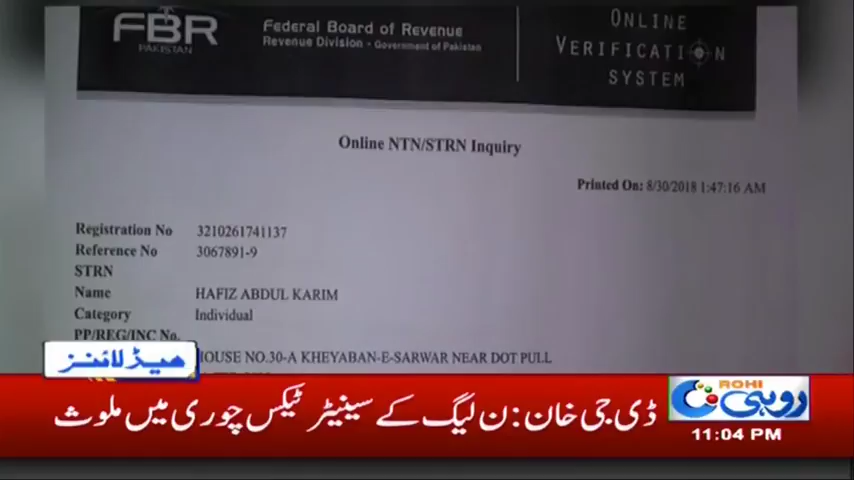 FBR
PAKISTAN
Federal Board of Revenue
Revenue Division - Government of Pakistan
ONLINE
VERIFICATION
SYSTEM
Online NTN/STRN Inquiry
Printed On: 8/30/2018 1:47:16 AM
Registration No 3210261741137
Reference No 3067891-9
STRN
Name HAFIZ ABDUL KARIM
Category Individual
PP/REG/INC No.
HOUSE NO.30-A KHEYABAN-E-SARWAR NEAR DOT PULL
ہیڈلائنز
ڈی جی خان : ن لیگ کے سینیٹر ٹیکس چوری میں ملوث
ROHI
روہی
11:04 PM